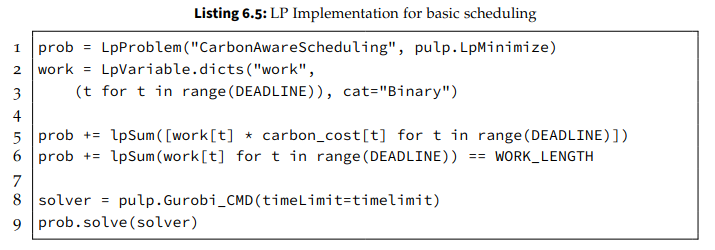 Listing 6.5: LP Implementation for basic scheduling
1 prob = LpProblem("CarbonAwareScheduling", pulp.LpMinimize)
2 work = LpVariable.dicts("work",
3     (t for t in range(DEADLINE)), cat="Binary")
4
5 prob += lpSum([work[t] * carbon_cost[t] for t in range(DEADLINE)])
6 prob += lpSum(work[t] for t in range(DEADLINE)) == WORK_LENGTH
7
8 solver = pulp.Gurobi_CMD(timeLimit=timelimit)
9 prob.solve(solver)